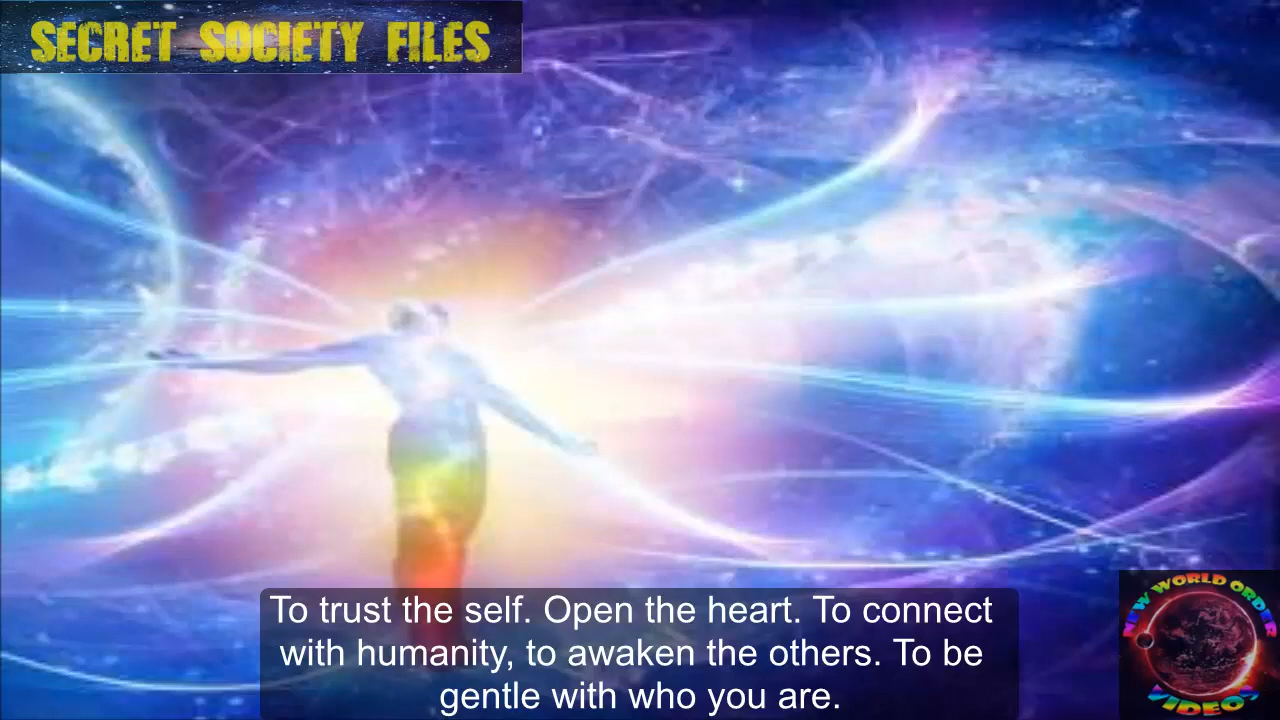 SECRET SOCIETY FILES
To trust the self. Open the heart. To connect
with humanity, to awaken the others. To be
gentle with who you are.
NEW WORLD ORDER
VIDEOS